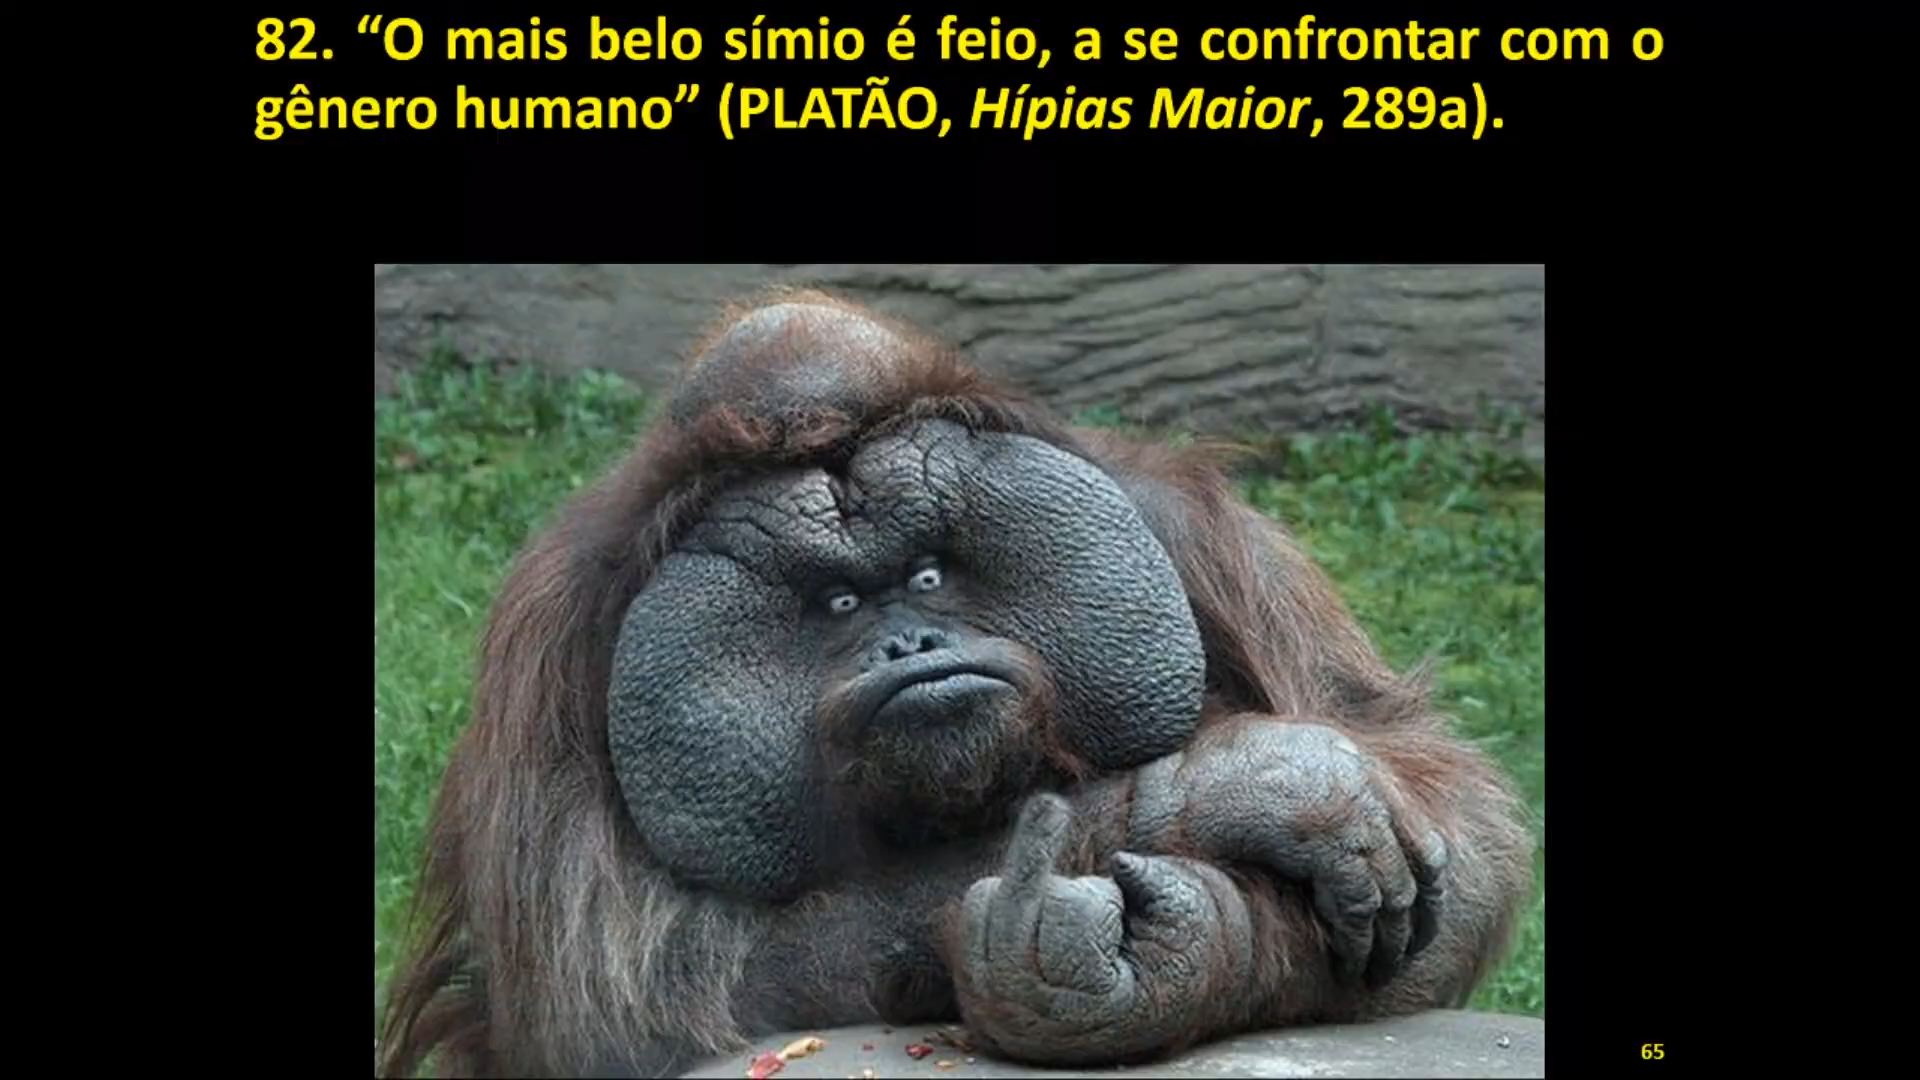 82. “O mais belo símio é feio, a se confrontar com o
gênero humano” (PLATÃO, Hípias Maior, 289a).
65